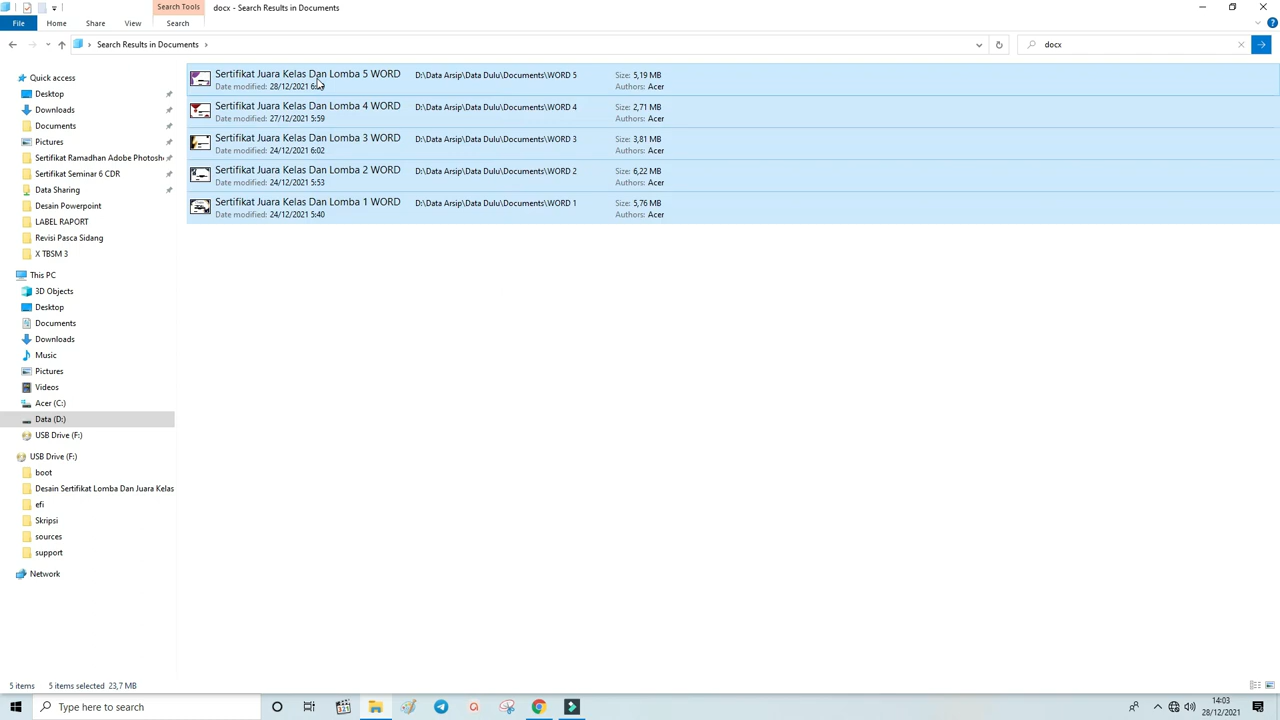 Search Tools
docx - Search Results in Documents
File
Home
Share
View
Search
Search Results in Documents
docx
Quick access
Desktop
Downloads
Documents
Pictures
Sertifikat Ramadhan Adobe Photosh
Sertifikat Seminar 6 CDR
Data Sharing
Desain Powerpoint
LABEL RAPORT
Revisi Pasca Sidang
X TBSM 3
This PC
3D Objects
Desktop
Documents
Downloads
Music
Pictures
Videos
Acer (C:)
Data (D:)
USB Drive (F:)
USB Drive (F:)
boot
Desain Sertifikat Lomba Dan Juara Kelas
efi
Skripsi
sources
support
Network
Sertifikat Juara Kelas Dan Lomba 5 WORD
D:\Data Arsip\Data Dulu\Documents\WORD 5
Size: 5,19 MB
Date modified: 28/12/2021
Authors: Acer
Sertifikat Juara Kelas Dan Lomba 4 WORD
D:\Data Arsip\Data Dulu\Documents\WORD 4
Size: 2,71 MB
Date modified: 27/12/2021 5:59
Authors: Acer
Sertifikat Juara Kelas Dan Lomba 3 WORD
D:\Data Arsip\Data Dulu\Documents\WORD 3
Size: 3,81 MB
Date modified: 24/12/2021 6:02
Authors: Acer
Sertifikat Juara Kelas Dan Lomba 2 WORD
D:\Data Arsip\Data Dulu\Documents\WORD 2
Size: 6,22 MB
Date modified: 24/12/2021 5:53
Authors: Acer
Sertifikat Juara Kelas Dan Lomba 1 WORD
D:\Data Arsip\Data Dulu\Documents\WORD 1
Size: 5,76 MB
Date modified: 24/12/2021 5:40
Authors: Acer
5 items
5 items selected 23,7 MB
Type here to search
321
14:03
28/12/2021